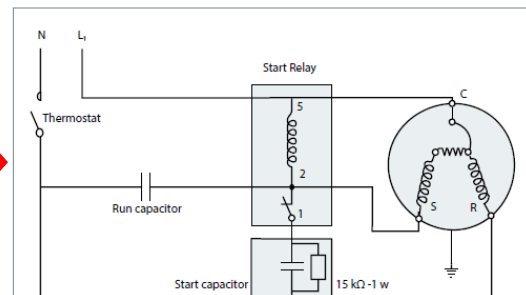 N
L₁
Start Relay
5
C
Thermostat
2
Run capacitor
1
S
R
Start capacitor
15 kΩ -1 w